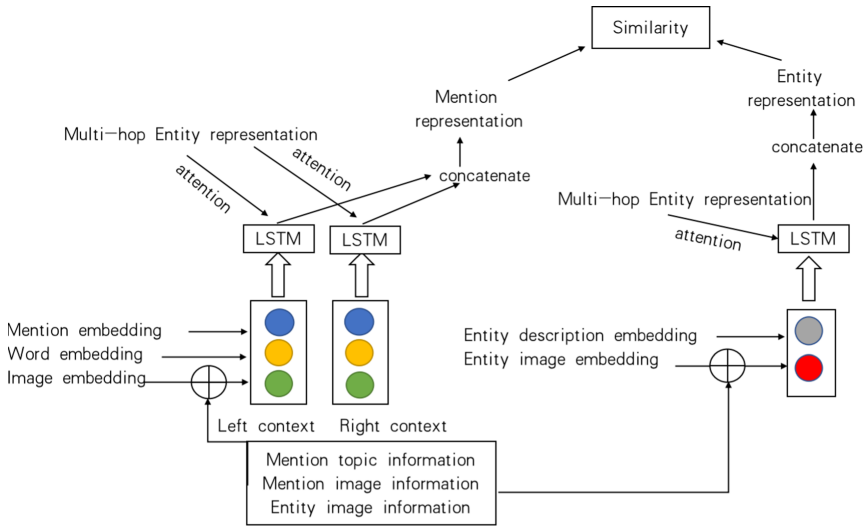 Similarity
Mention
representation
Entity
representation
Multi-hop Entity representation
attention
attention
concatenate
concatenate
Multi-hop Entity representation
attention
LSTM
LSTM
LSTM
Mention embedding
Word embedding
Image embedding
Entity description embedding
Entity image embedding
Left context
Right context
Mention topic information
Mention image information
Entity image information